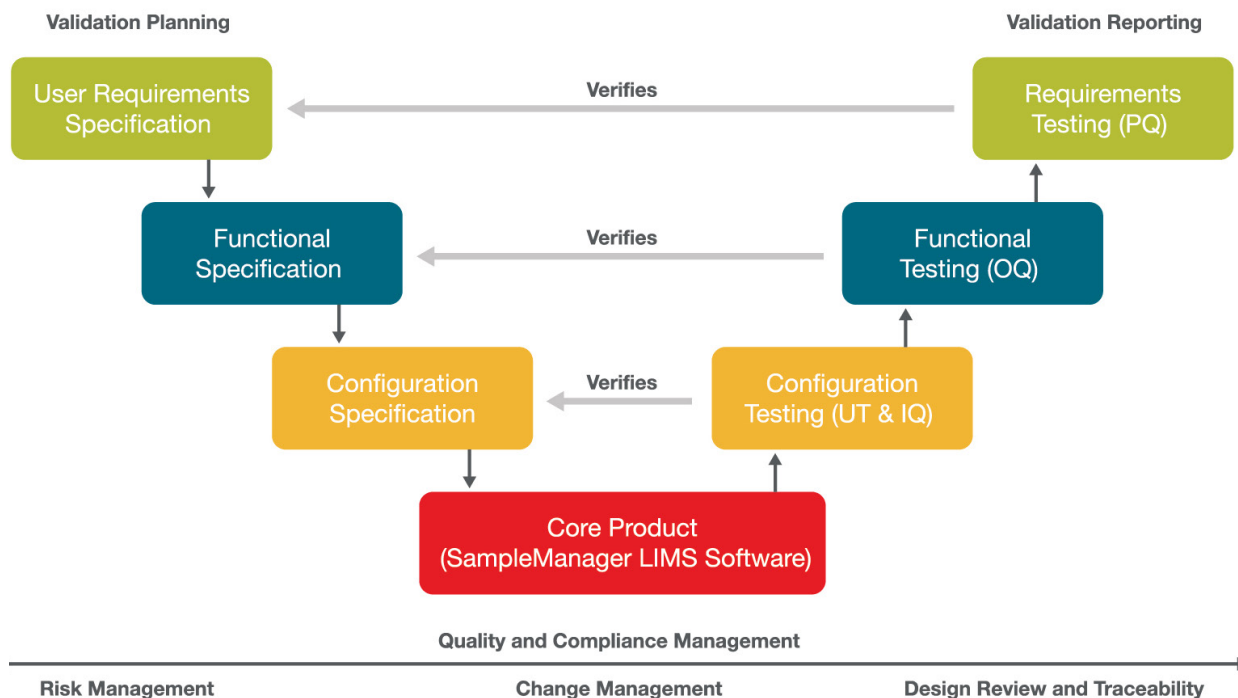 Validation Planning
Validation Reporting
User Requirements
Specification
Verifies
Requirements
Testing (PQ)
Functional
Specification
Verifies
Functional
Testing (OQ)
Configuration
Specification
Verifies
Configuration
Testing (UT & IQ)
Core Product
(SampleManager LIMS Software)
Quality and Compliance Management
Risk Management
Change Management
Design Review and Traceability